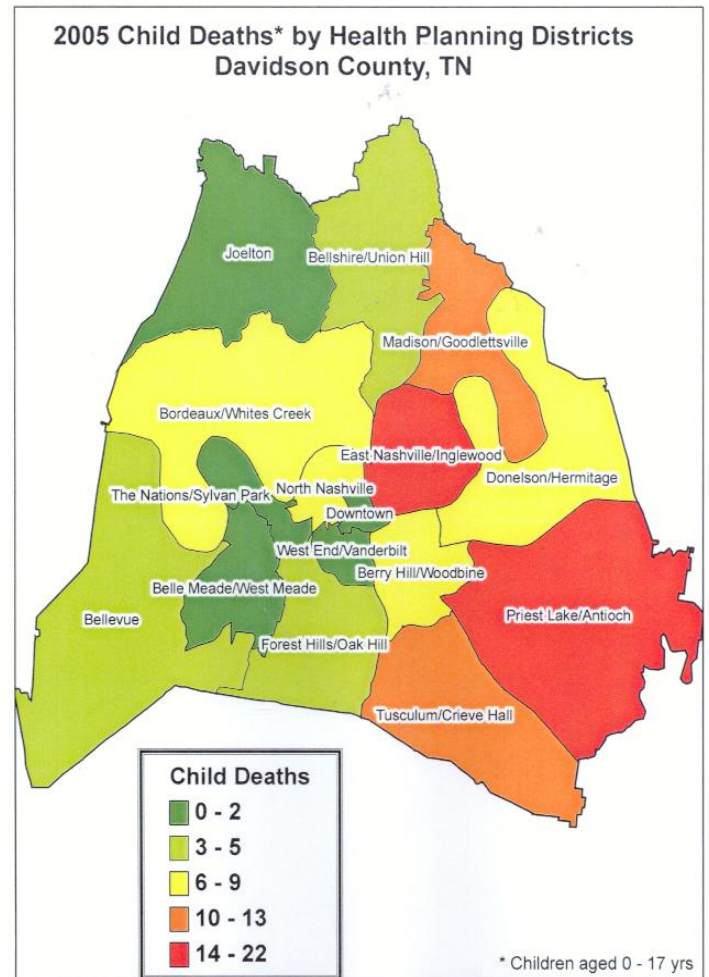 2005 Child Deaths* by Health Planning Districts
Davidson County, TN
Joelton
Bellshire/Union Hill
Madison/Goodlettsville
Bordeaux/Whites Creek
East Nashville/Inglewood
Donelson/Hermitage
The Nations/Sylvan Park
North Nashville
Downtown
West End/Vanderbilt
Berry Hill/Woodbine
Belle Meade/West Meade
Priest Lake/Antioch
Bellevue
Forest Hills/Oak Hill
Tusculum/Crieve Hall
Child Deaths
0 - 2
3 - 5
6 - 9
10 - 13
14 - 22
* Children aged 0 - 17 yrs